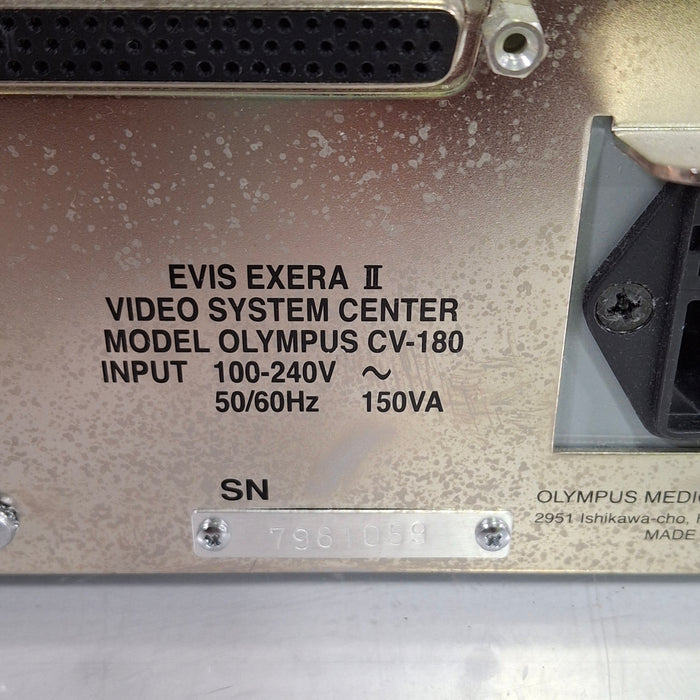 EVIS EXERA II
VIDEO SYSTEM CENTER
MODEL OLYMPUS CV-180
INPUT 100-240V ~
50/60Hz 150VA
SN
7961059
OLYMPUS MEDIC
2951 Ishikawa-cho,
MADE